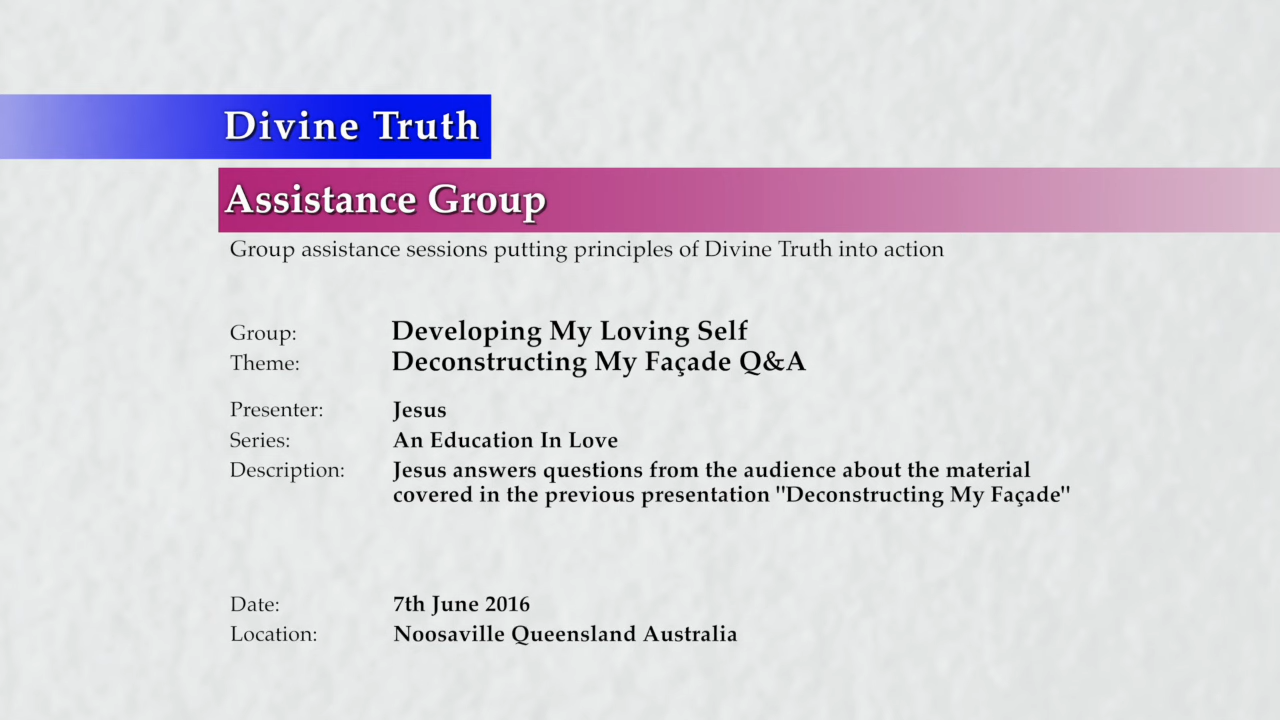 Divine Truth
Assistance Group
Group assistance sessions putting principles of Divine Truth into action
Group: Developing My Loving Self
Theme: Deconstructing My Façade Q&A
Presenter: Jesus
Series: An Education In Love
Description: Jesus answers questions from the audience about the material
covered in the previous presentation "Deconstructing My Façade"
Date: 7th June 2016
Location: Noosaville Queensland Australia